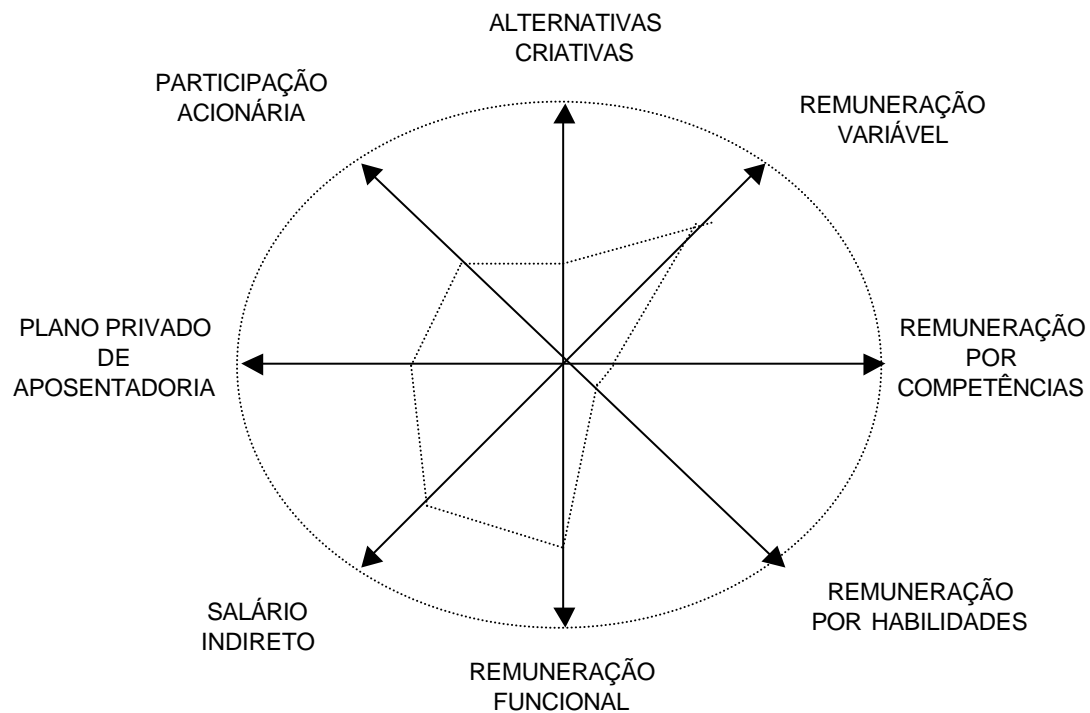 ALTERNATIVAS
CRIATIVAS
PARTICIPAÇÃO
ACIONÁRIA
REMUNERAÇÃO
VARIÁVEL
PLANO PRIVADO
DE
APOSENTADORIA
REMUNERAÇÃO
POR
COMPETÊNCIAS
SALÁRIO
INDIRETO
REMUNERAÇÃO
POR HABILIDADES
REMUNERAÇÃO
FUNCIONAL